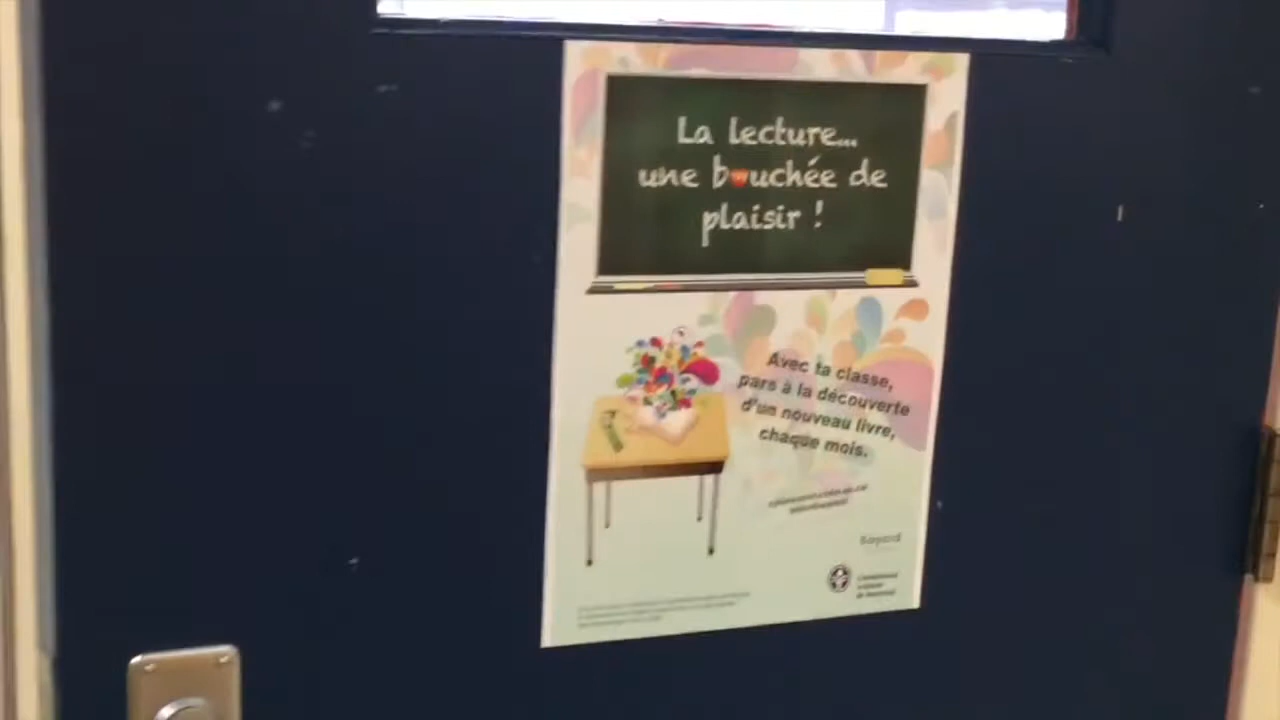 La lecture...
une bouchée de
plaisir !
Avec ta classe,
pars à la découverte
d'un nouveau livre,
chaque mois.
Bayard